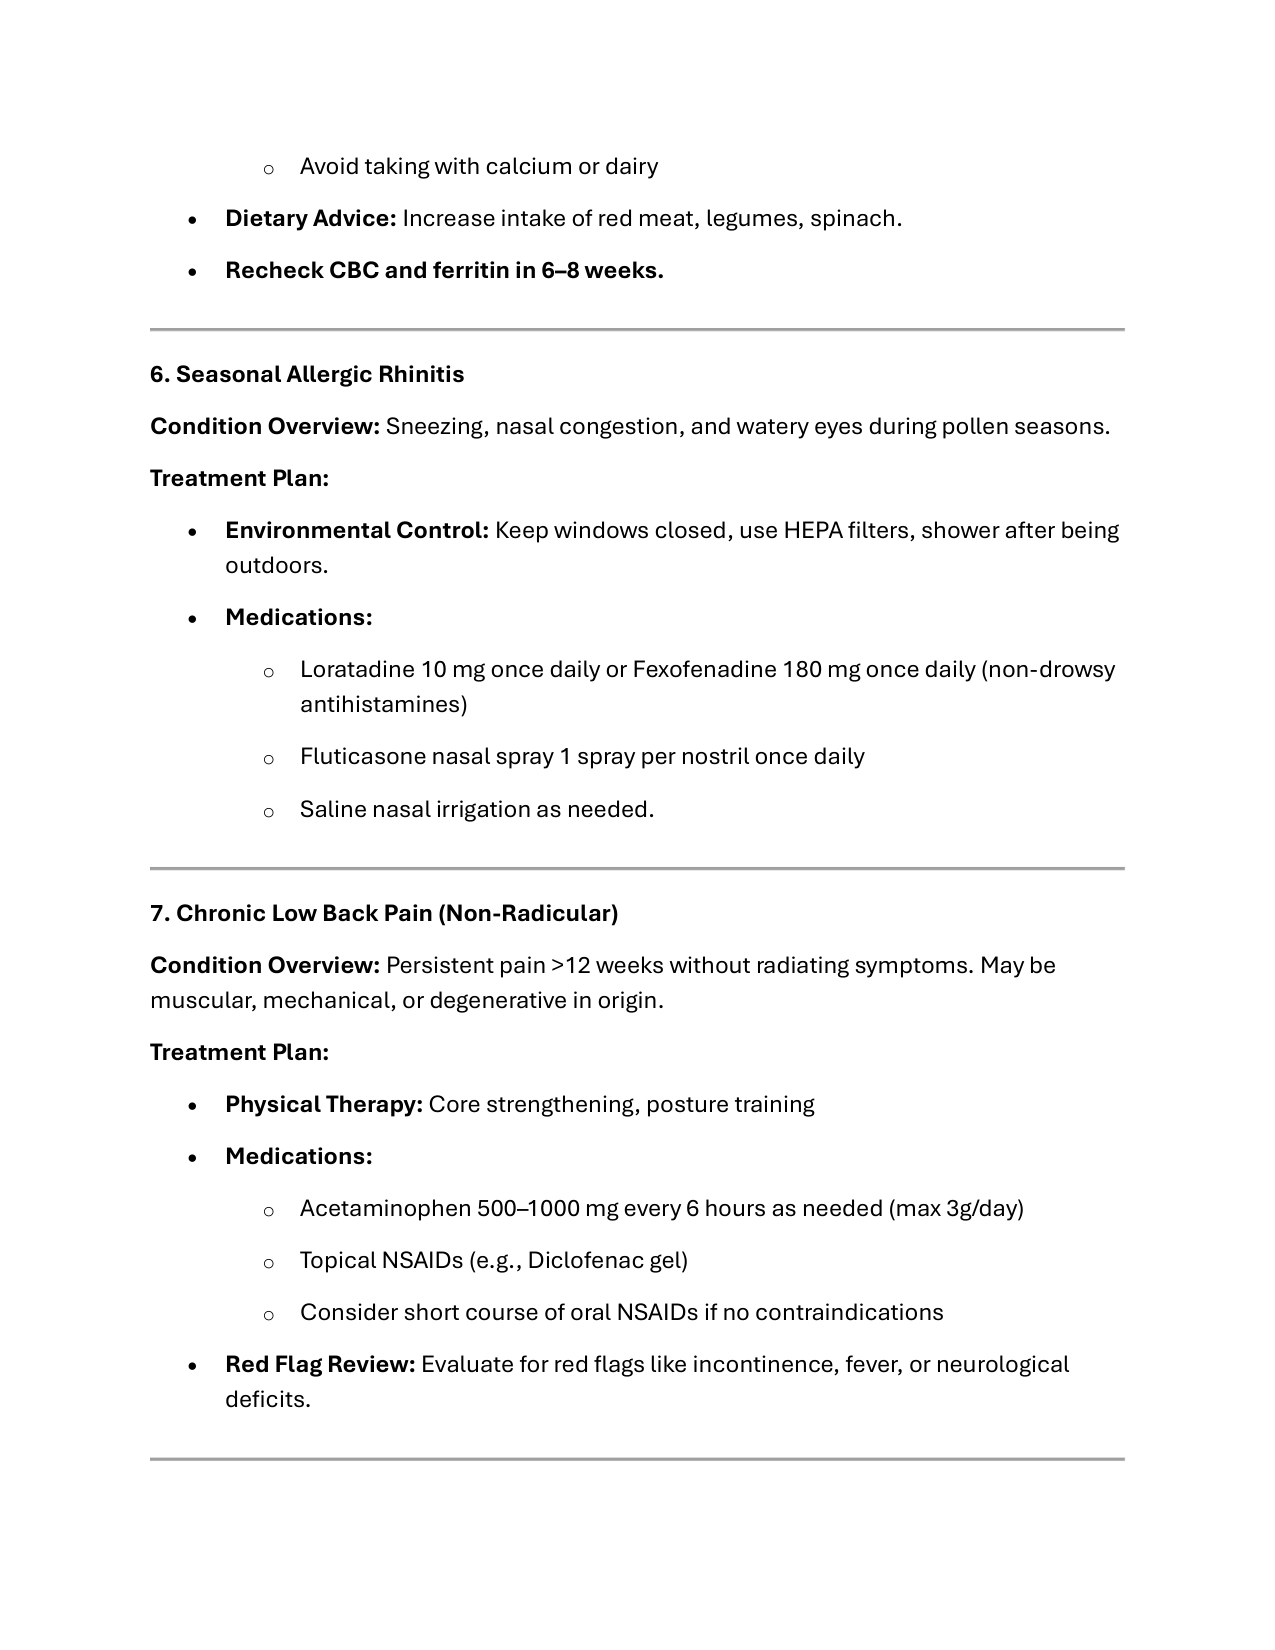 o Avoid taking with calcium or dairy
• Dietary Advice: Increase intake of red meat, legumes, spinach.
• Recheck CBC and ferritin in 6–8 weeks.
6. Seasonal Allergic Rhinitis
Condition Overview: Sneezing, nasal congestion, and watery eyes during pollen seasons.
Treatment Plan:
• Environmental Control: Keep windows closed, use HEPA filters, shower after being
outdoors.
• Medications:
o Loratadine 10 mg once daily or Fexofenadine 180 mg once daily (non-drowsy
antihistamines)
o Fluticasone nasal spray 1 spray per nostril once daily
o Saline nasal irrigation as needed.
7. Chronic Low Back Pain (Non-Radicular)
Condition Overview: Persistent pain >12 weeks without radiating symptoms. May be
muscular, mechanical, or degenerative in origin.
Treatment Plan:
• Physical Therapy: Core strengthening, posture training
• Medications:
o Acetaminophen 500–1000 mg every 6 hours as needed (max 3g/day)
o Topical NSAIDs (e.g., Diclofenac gel)
o Consider short course of oral NSAIDs if no contraindications
• Red Flag Review: Evaluate for red flags like incontinence, fever, or neurological
deficits.